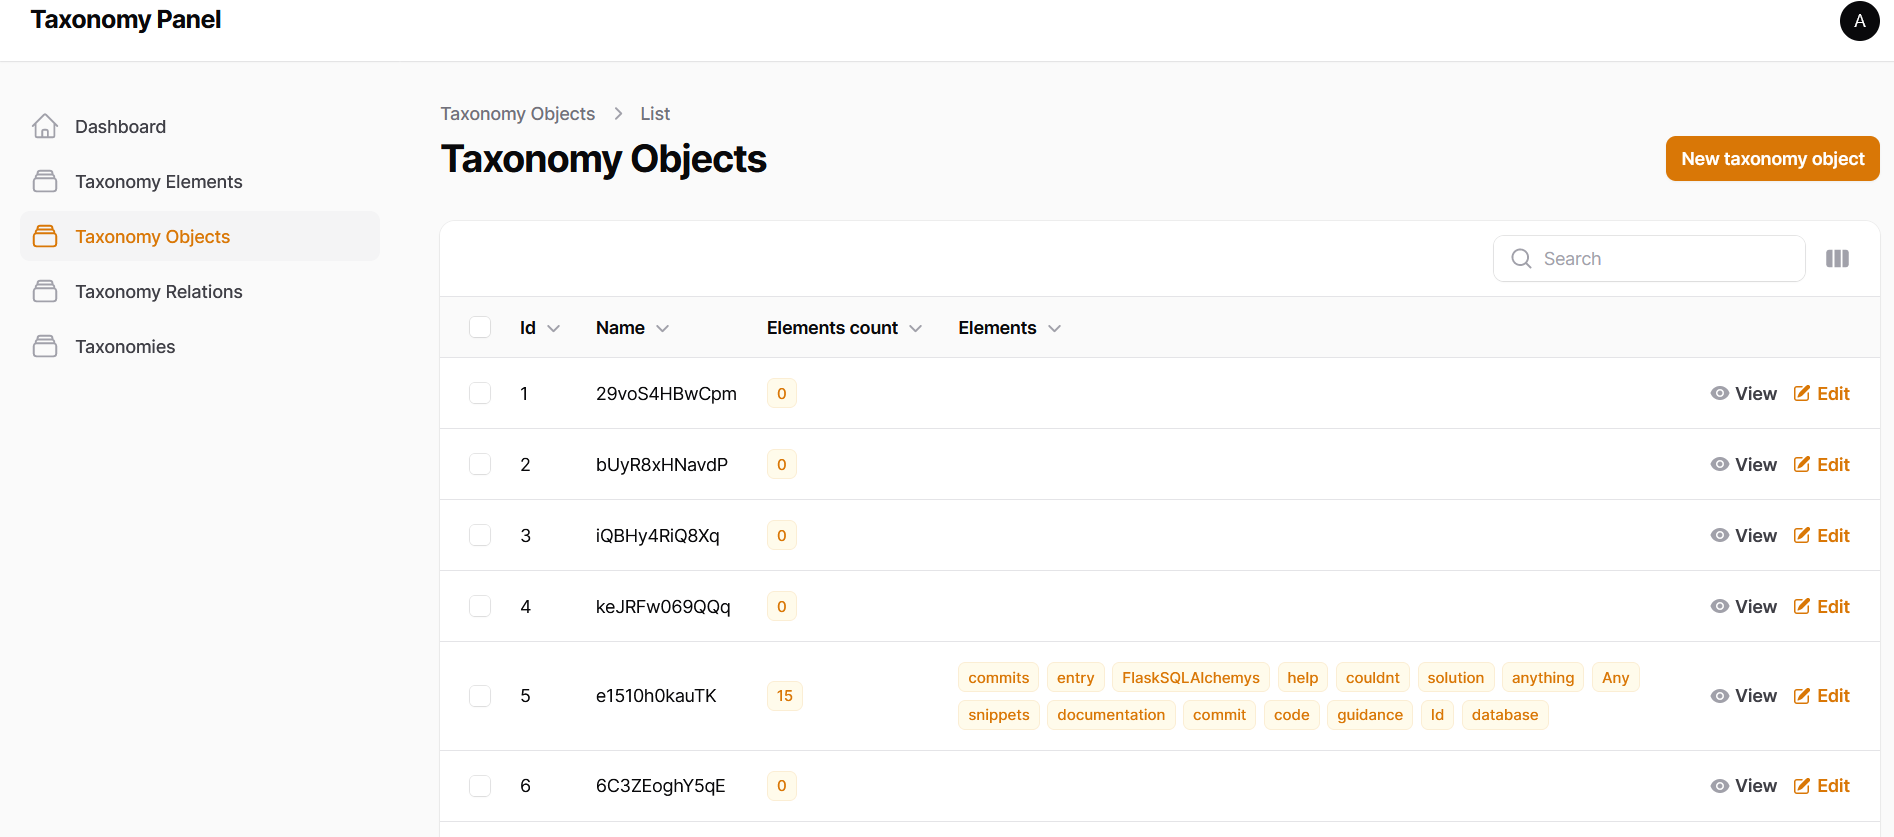 Taxonomy Panel
A
Dashboard
Taxonomy Elements
Taxonomy Objects
Taxonomy Relations
Taxonomies
Taxonomy Objects > List
Taxonomy Objects
New taxonomy object
Search
Id Name Elements count Elements
1 29voS4HBwCpm 0 View Edit
2 bUyR8xHNavdP 0 View Edit
3 iQBHy4RiQ8Xq 0 View Edit
4 keJRFw069QQq 0 View Edit
5 e1510h0kauTK 15 commits entry FlaskSQLAlchemys help couldnt solution anything Any
snippets documentation commit code guidance Id database View Edit
6 6C3ZEoghY5qE 0 View Edit